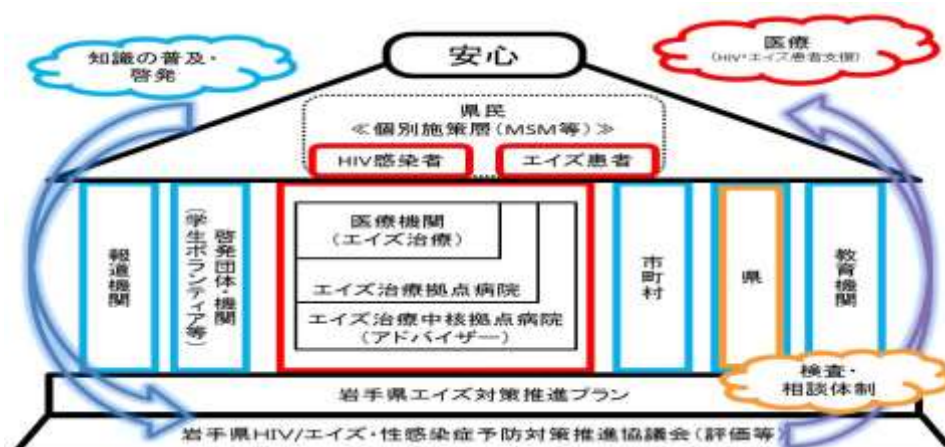 知識の普及・
啓発
安心
医療
(HIV・エイズ患者支援)
県民
≪個別施策層(MSM等)≫
HIV感染者
エイズ患者
報道機関
啓発団体・機関
(学生ボランティア等)
医療機関
(エイズ治療)
エイズ治療拠点病院
エイズ治療中核拠点病院
(アドバイザー)
市町村
県
教育機関
検査・
相談体制
岩手県エイズ対策推進プラン
岩手県HIV/エイズ・性感染症予防対策推進協議会(評価等)